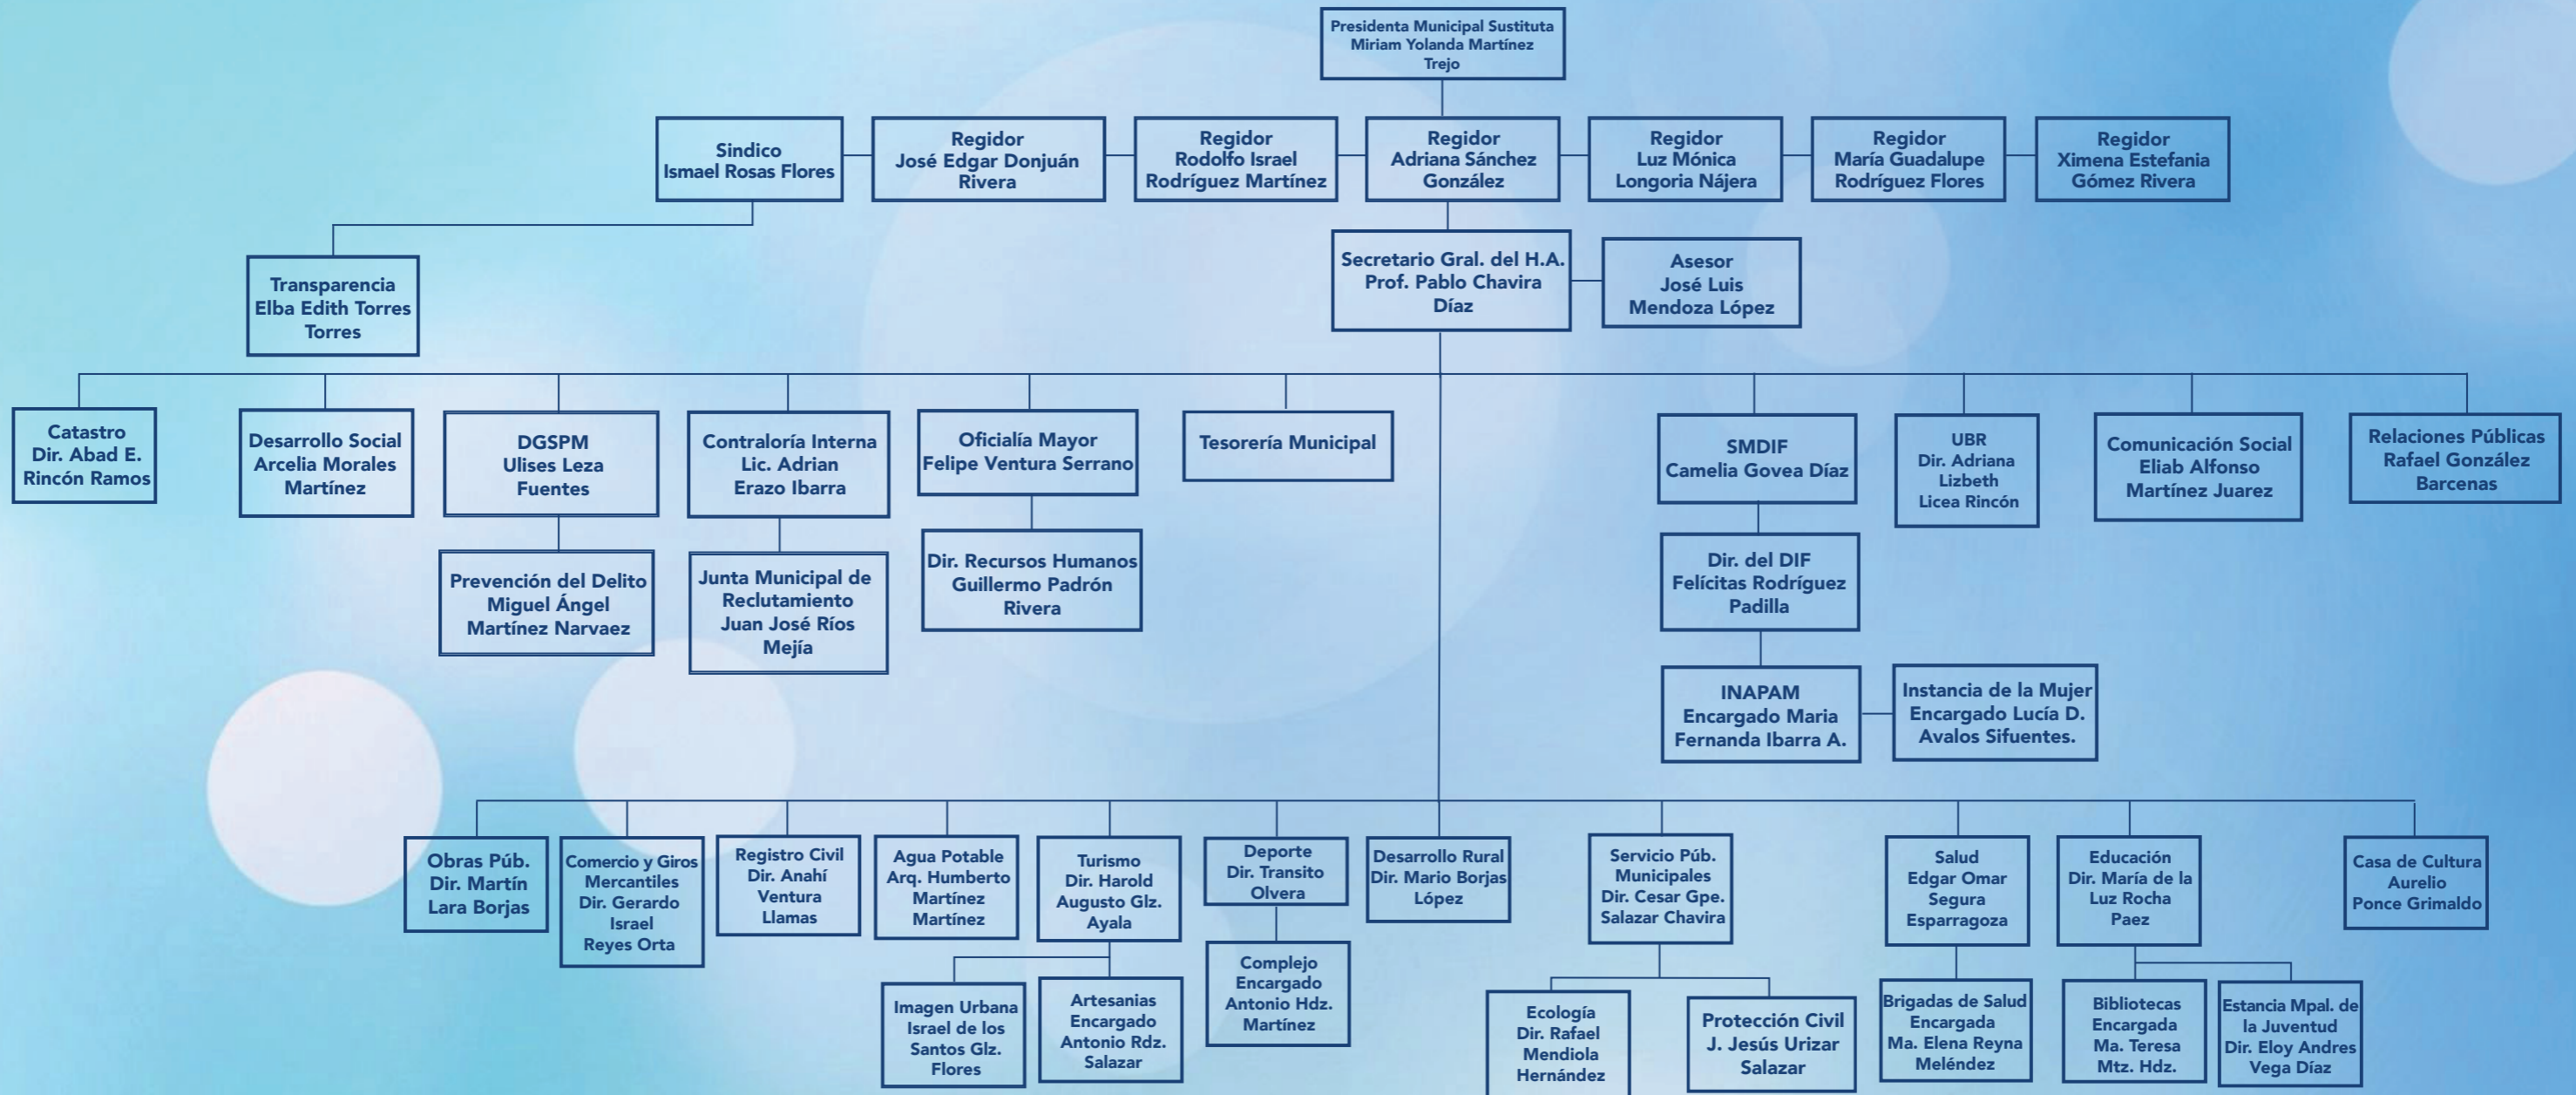 Presidenta Municipal Sustituta
Miriam Yolanda Martínez
Trejo
Sindico
Ismael Rosas Flores
Regidor
José Edgar Donjuán
Rivera
Regidor
Rodolfo Israel
Rodríguez Martínez
Regidor
Adriana Sánchez
González
Regidor
Luz Mónica
Longoria Nájera
Regidor
María Guadalupe
Rodríguez Flores
Regidor
Ximena Estefania
Gómez Rivera
Transparencia
Elba Edith Torres
Torres
Secretario Gral. del H.A.
Prof. Pablo Chavira
Díaz
Asesor
José Luis
Mendoza López
Catastro
Dir. Abad E.
Rincón Ramos
Desarrollo Social
Arcelia Morales
Martínez
DGSPM
Ulises Leza
Fuentes
Contraloría Interna
Lic. Adrian
Erazo Ibarra
Oficialía Mayor
Felipe Ventura Serrano
Tesorería Municipal
SMDIF
Camelia Govea Díaz
UBR
Dir. Adriana
Lizbeth
Licea Rincón
Comunicación Social
Eliab Alfonso
Martínez Juarez
Relaciones Públicas
Rafael González
Barcenas
Prevención del Delito
Miguel Ángel
Martínez Narvaez
Junta Municipal de
Reclutamiento
Juan José Ríos
Mejía
Dir. Recursos Humanos
Guillermo Padrón
Rivera
Dir. del DIF
Felícitas Rodríguez
Padilla
INAPAM
Encargado Maria
Fernanda Ibarra A.
Instancia de la Mujer
Encargado Lucía D.
Avalos Sifuentes.
Obras Púb.
Dir. Martín
Lara Borjas
Comercio y Giros
Mercantiles
Dir. Gerardo
Israel
Reyes Orta
Registro Civil
Dir. Anahí
Ventura
Llamas
Agua Potable
Arq. Humberto
Martínez
Martínez
Turismo
Dir. Harold
Augusto Glz.
Ayala
Deporte
Dir. Transito
Olvera
Desarrollo Rural
Dir. Mario Borjas
López
Servicio Púb.
Municipales
Dir. Cesar Gpe.
Salazar Chavira
Salud
Edgar Omar
Segura
Esparragoza
Educación
Dir. María de la
Luz Rocha
Paez
Casa de Cultura
Aurelio
Ponce Grimaldo
Imagen Urbana
Israel de los
Santos Glz.
Flores
Artesanias
Encargado
Antonio Rdz.
Salazar
Complejo
Encargado
Antonio Hdz.
Martínez
Ecología
Dir. Rafael
Mendiola
Hernández
Protección Civil
J. Jesús Urizar
Salazar
Brigadas de Salud
Encargada
Ma. Elena Reyna
Meléndez
Bibliotecas
Encargada
Ma. Teresa
Mtz. Hdz.
Estancia Mpal. de
la Juventud
Dir. Eloy Andres
Vega Díaz